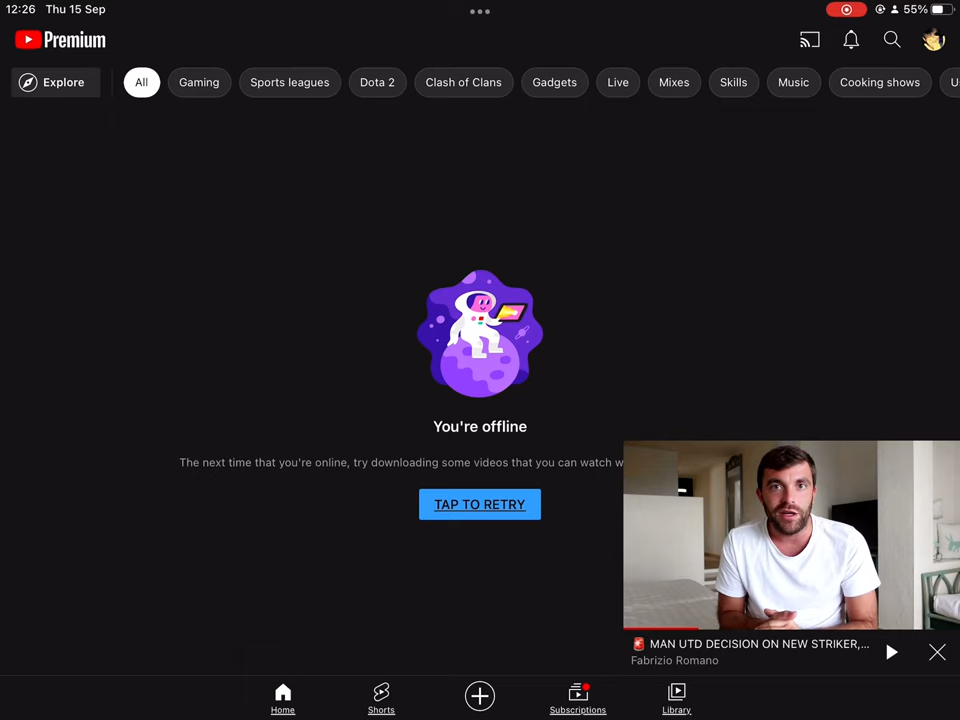 12:26 Thu 15 Sep
55%
Premium
Explore
All
Gaming
Sports leagues
Dota 2
Clash of Clans
Gadgets
Live
Mixes
Skills
Music
Cooking shows
You're offline
The next time that you're online, try downloading some videos that you can watch w
TAP TO RETRY
MAN UTD DECISION ON NEW STRIKER,...
Fabrizio Romano
Home
Shorts
Subscriptions
Library